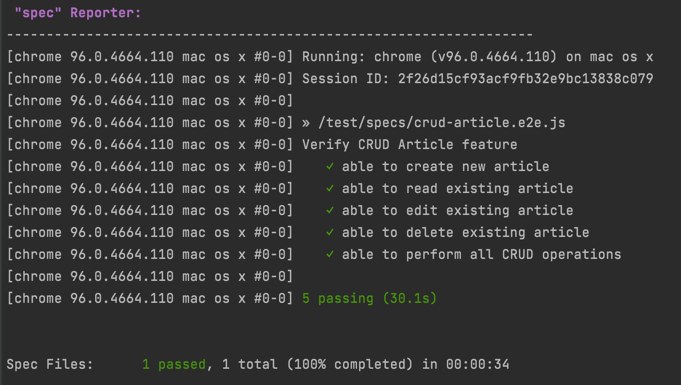 "spec" Reporter:
------------------------------------------------------------------
[chrome 96.0.4664.110 mac os x #0-0] Running: chrome (v96.0.4664.110) on mac os x
[chrome 96.0.4664.110 mac os x #0-0] Session ID: 2f26d15cf93acf9fb32e9bc13838c079
[chrome 96.0.4664.110 mac os x #0-0]
[chrome 96.0.4664.110 mac os x #0-0] » /test/specs/crud-article.e2e.js
[chrome 96.0.4664.110 mac os x #0-0] Verify CRUD Article feature
[chrome 96.0.4664.110 mac os x #0-0]    ✓ able to create new article
[chrome 96.0.4664.110 mac os x #0-0]    ✓ able to read existing article
[chrome 96.0.4664.110 mac os x #0-0]    ✓ able to edit existing article
[chrome 96.0.4664.110 mac os x #0-0]    ✓ able to delete existing article
[chrome 96.0.4664.110 mac os x #0-0]    ✓ able to perform all CRUD operations
[chrome 96.0.4664.110 mac os x #0-0]
[chrome 96.0.4664.110 mac os x #0-0] 5 passing (30.1s)
Spec Files:      1 passed, 1 total (100% completed) in 00:00:34